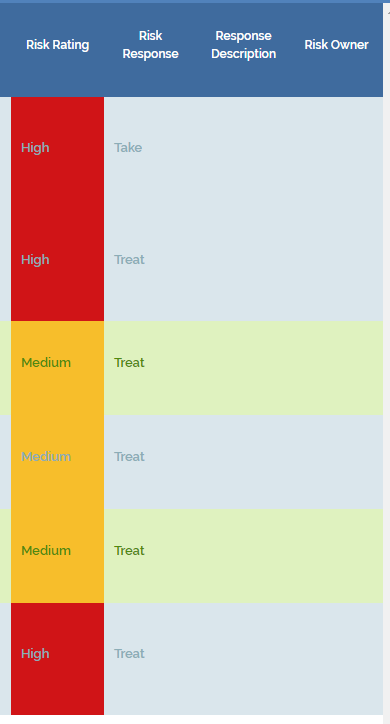 Risk Rating
Risk Response
Response Description
Risk Owner
High Take
High Treat
Medium Treat
Medium Treat
Medium Treat
High Treat